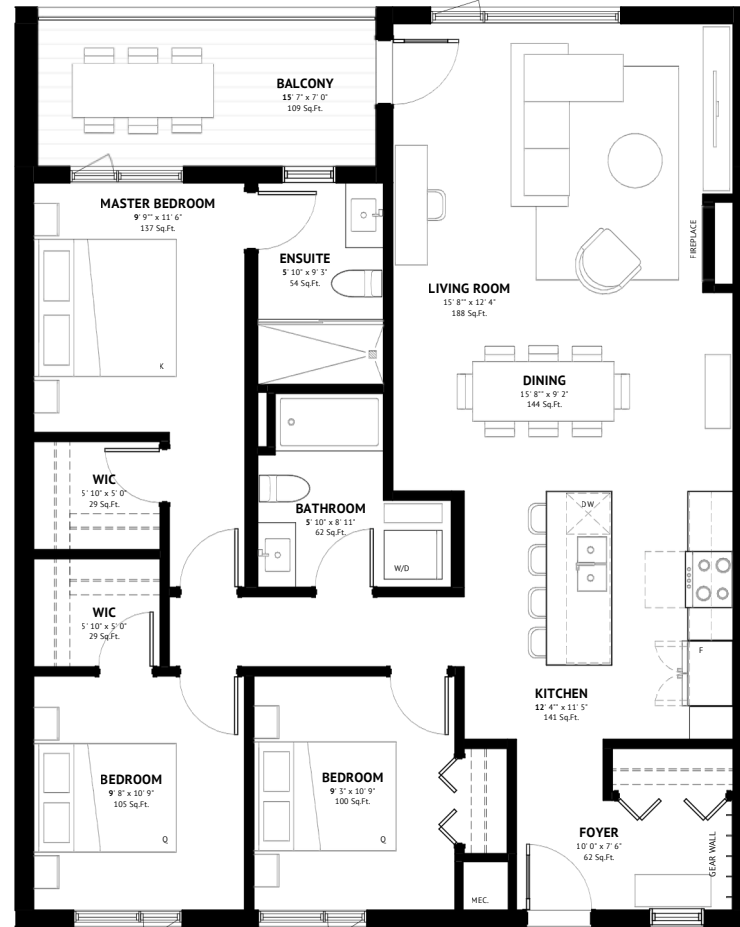 BALCONY
15' 7" x 7' 0"
109 Sq.Ft.
MASTER BEDROOM
9' 9"" x 11' 6"
137 Sq.Ft.
K
ENSUITE
5' 10" x 9' 3"
54 Sq.Ft.
FIREPLACE
LIVING ROOM
15' 8"" x 12' 4"
188 Sq.Ft.
DINING
15' 8"" x 9' 2"
144 Sq.Ft.
WIC
5' 10" x 5' 0"
29 Sq.Ft.
BATHROOM
5' 10" x 8' 11"
62 Sq.Ft.
W/D
DW
WIC
5' 10" x 5' 0"
29 Sq.Ft.
F
KITCHEN
12' 4"" x 11' 5"
141 Sq.Ft.
BEDROOM
9' 8" x 10' 9"
105 Sq.Ft.
Q
BEDROOM
9' 3" x 10' 9"
100 Sq.Ft.
Q
FOYER
10' 0" x 7' 6"
62 Sq.Ft.
GEAR WALL
MEC.